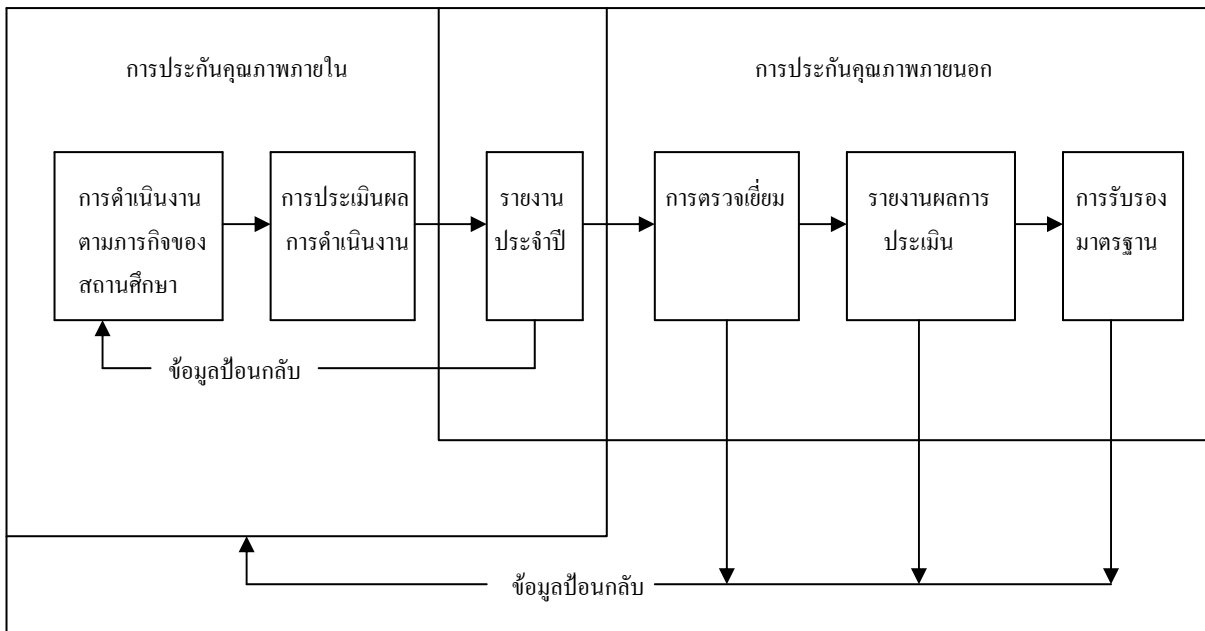 การประกันคุณภาพภายใน
การประกันคุณภาพภายนอก
การดำเนินงาน
ตามภารกิจของ
สถานศึกษา
การประเมินผล
การดำเนินงาน
รายงาน
ประจำปี
การตรวจเยี่ยม
รายงานผลการ
ประเมิน
การรับรอง
มาตรฐาน
ข้อมูลป้อนกลับ
ข้อมูลป้อนกลับ